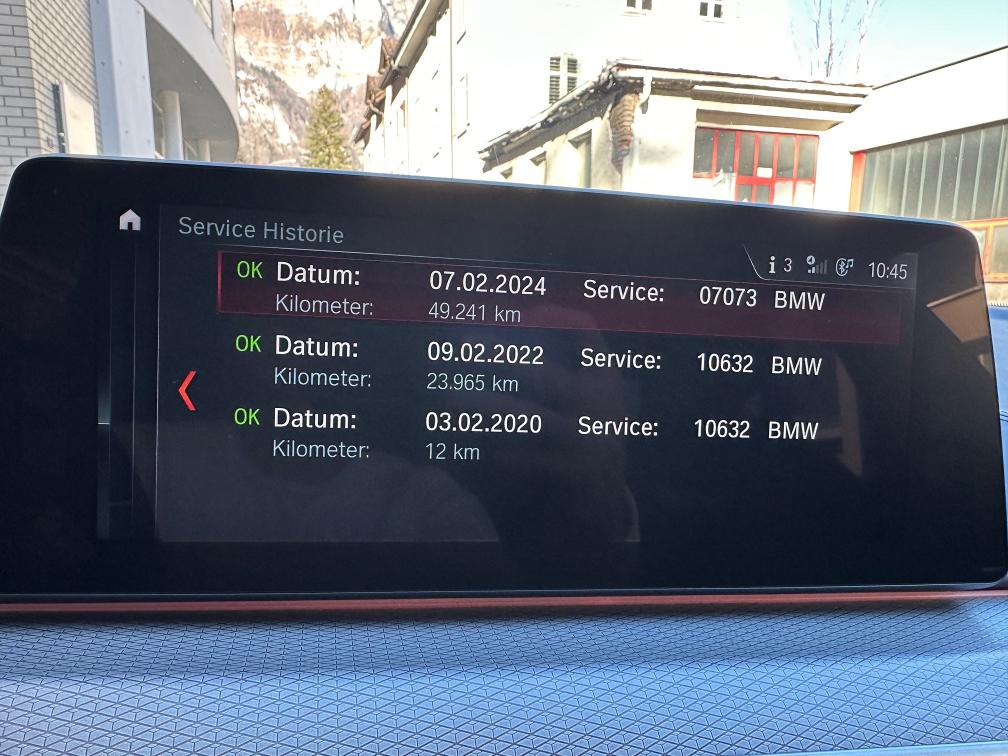 Service Histor​ie
i 3 10:45
OK Datum: 07.02.2024 Service: 07073 BMW
Kilometer: 49.241 km
OK Datum: 09.02.2022 Service: 10632 BMW
Kilometer: 23.965 km
OK Datum: 03.02.2020 Service: 10632 BMW
Kilometer: 12 km